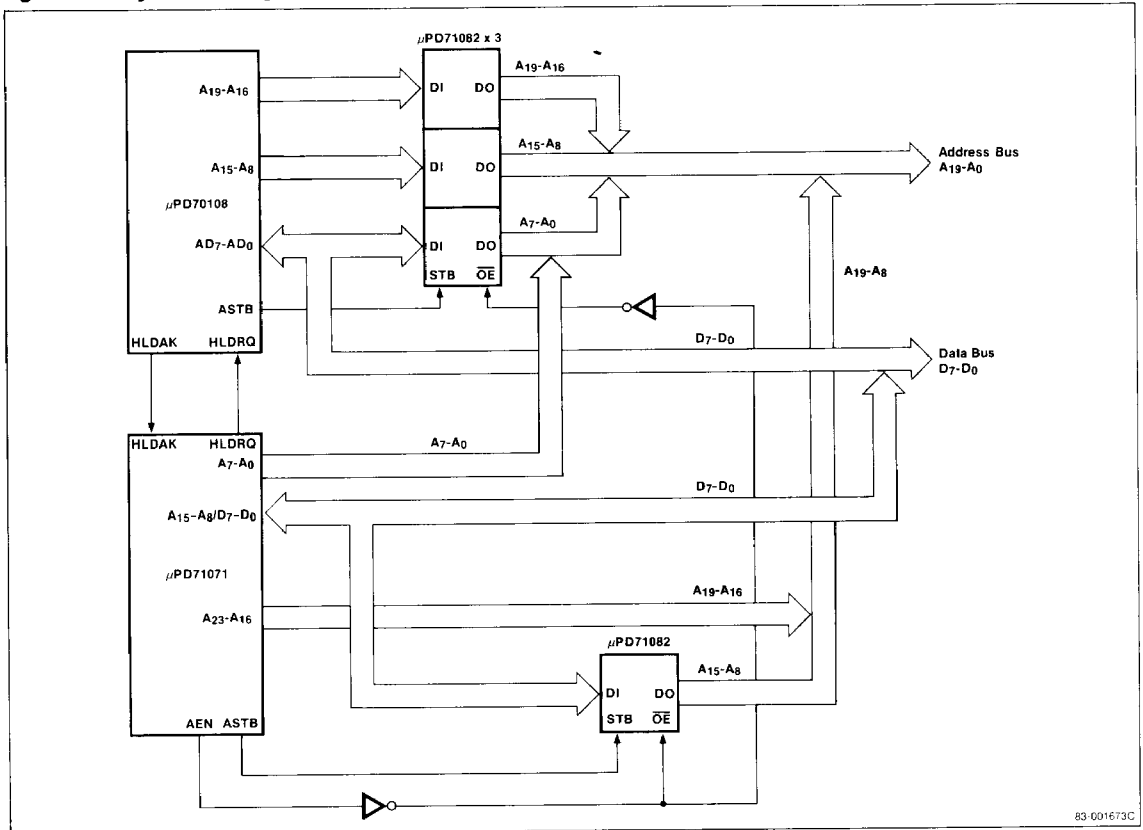 μPD71082 x 3
A19-A16
DI
DO
A19-A16
A15-A8
DI
DO
A15-A8
Address Bus
A19-A0
μPD70108
A7-A0
AD7-AD0
DI
DO
STB
OE
A19-A8
ASTB
D7-D0
Data Bus
D7-D0
HLDAK
HLDRQ
HLDAK
HLDRQ
A7-A0
A7-A0
D7-D0
A15-A8/D7-D0
μPD71071
A19-A16
A23-A16
μPD71082
A15-A8
DI
DO
STB
OE
AEN
ASTB
83-001673C